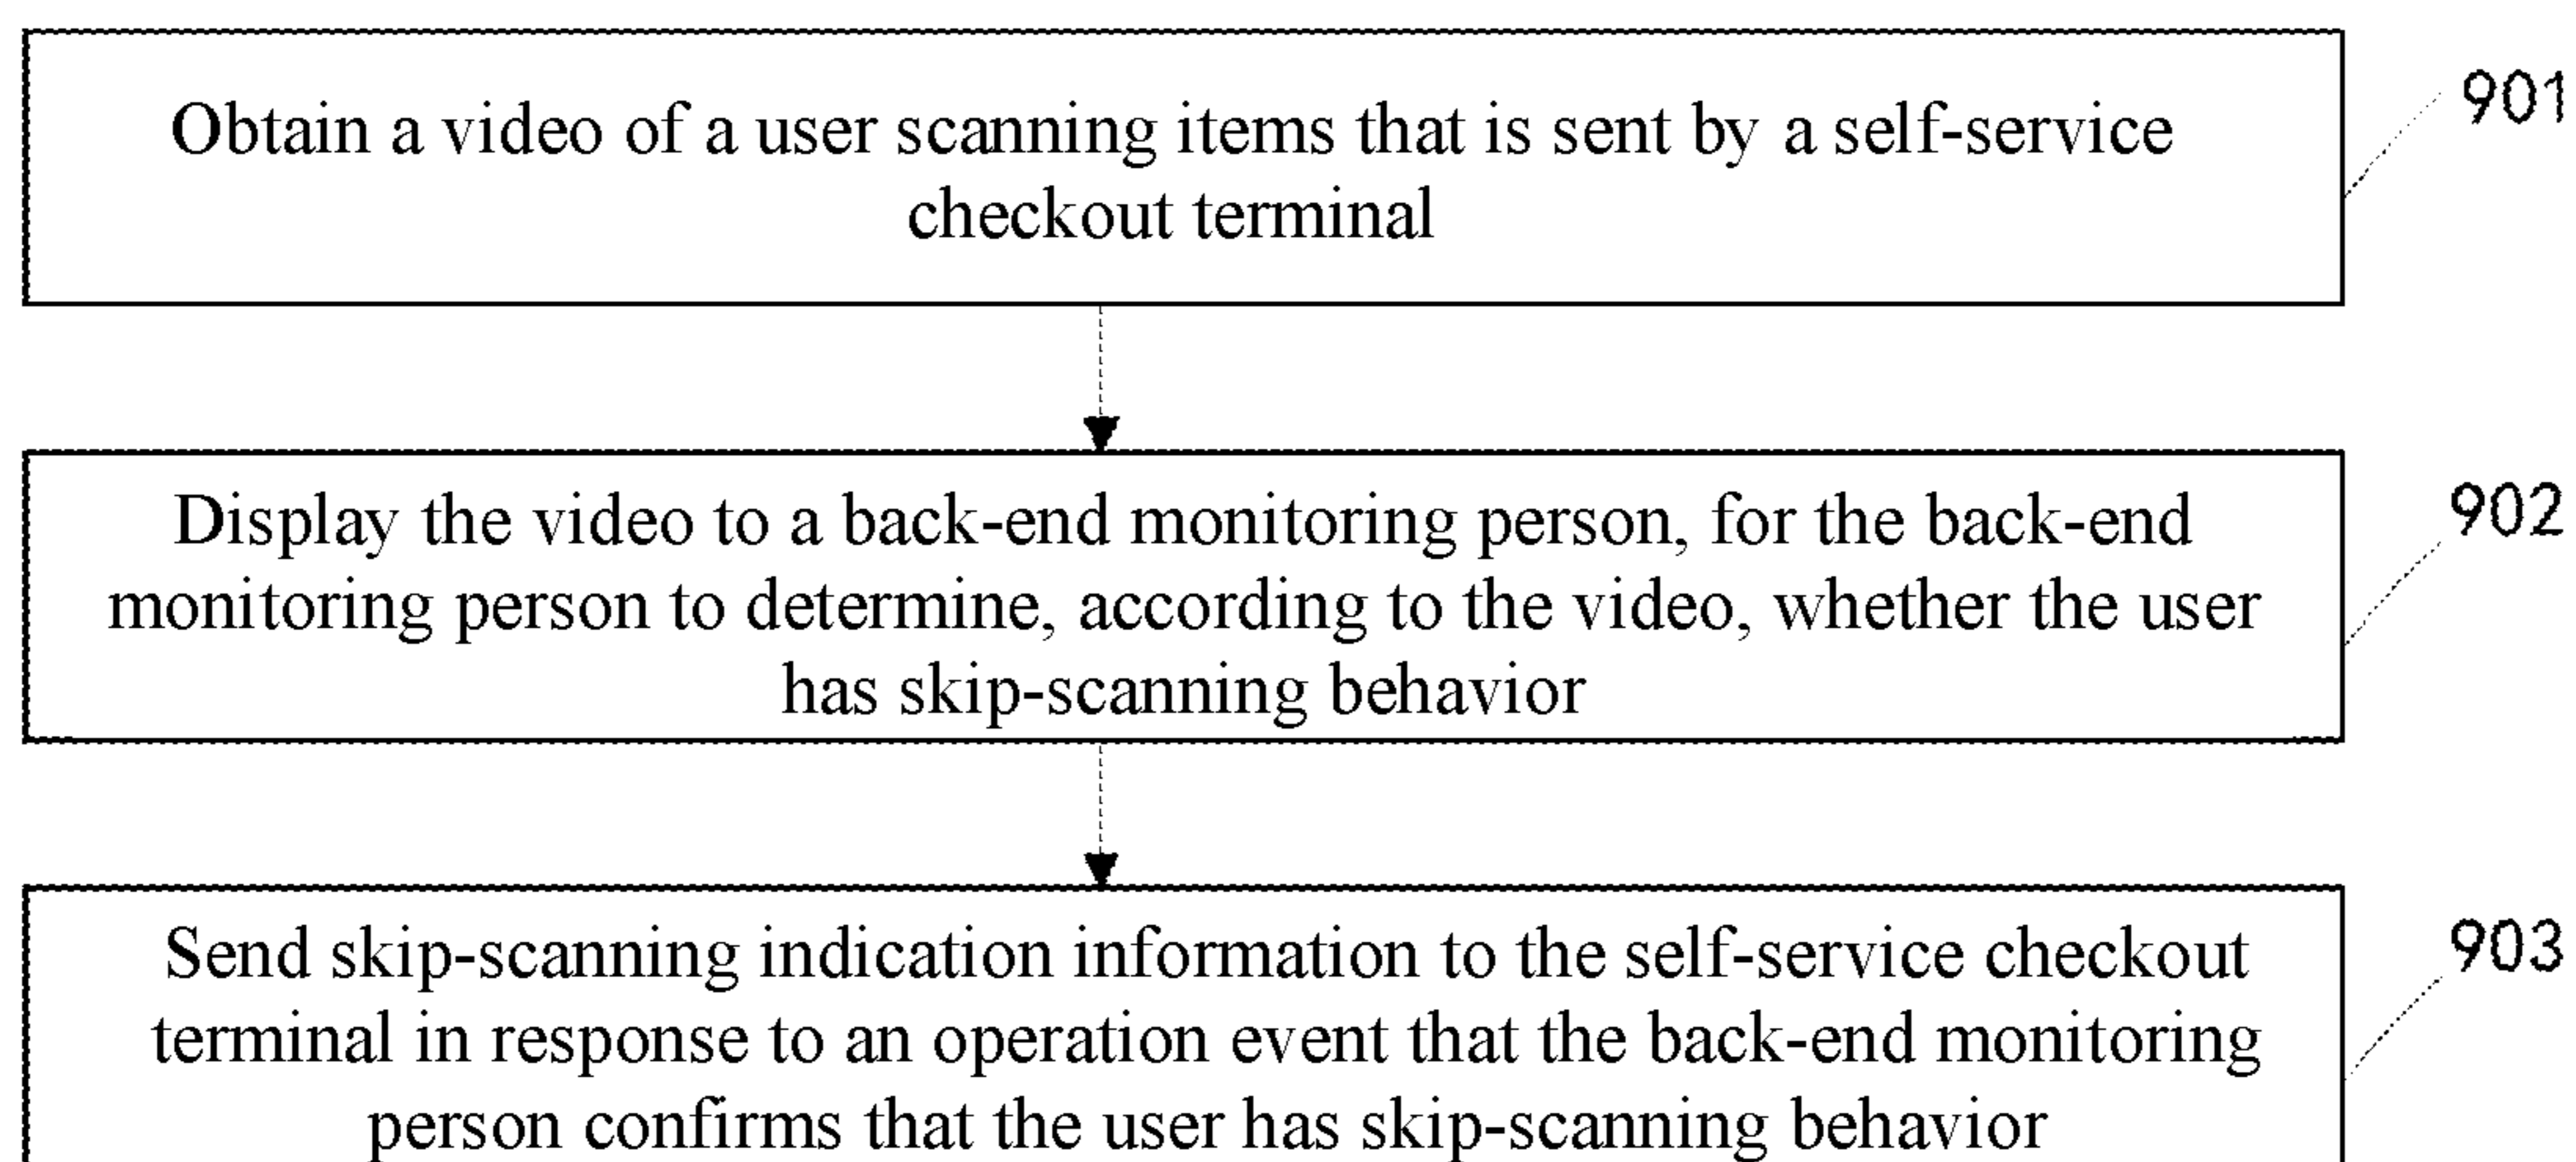 Obtain a video of a user scanning items that is sent by a self-service
checkout terminal
901
Display the video to a back-end monitoring person, for the back-end
monitoring person to determine, according to the video, whether the user
has skip-scanning behavior
902
Send skip-scanning indication information to the self-service checkout
terminal in response to an operation event that the back-end monitoring
person confirms that the user has skip-scanning behavior
903